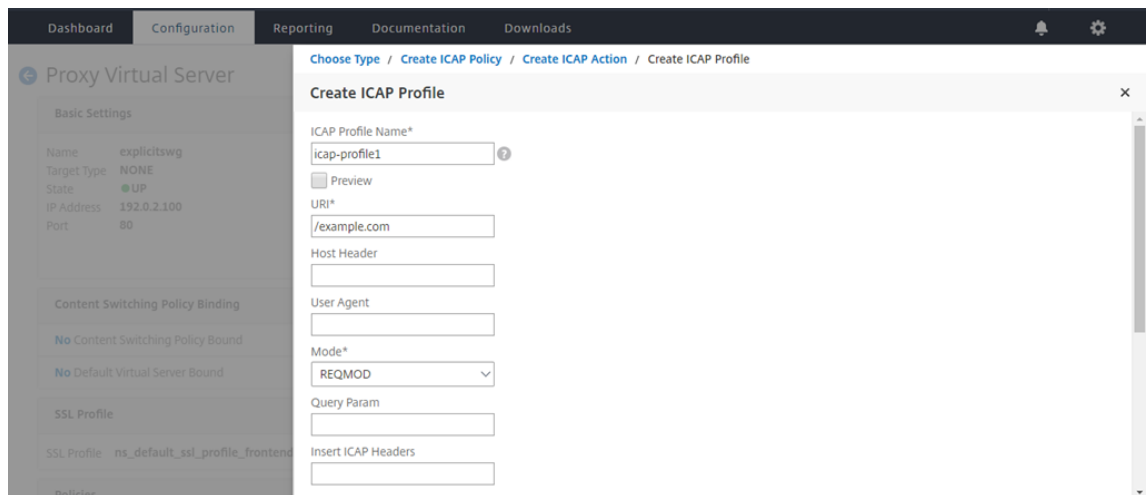 Dashboard Configuration Reporting Documentation Downloads
Proxy Virtual Server
Basic Settings
Name explicitswg
Target Type NONE
State UP
IP Address 192.0.2.100
Port 80
Content Switching Policy Binding
No Content Switching Policy Bound
No Default Virtual Server Bound
SSL Profile
SSL Profile ns_default_ssl_profile_frontend
Policies
Choose Type / Create ICAP Policy / Create ICAP Action / Create ICAP Profile
Create ICAP Profile
ICAP Profile Name*
icap-profile1
Preview
URI*
/example.com
Host Header
User Agent
Mode*
REQMOD
Query Param
Insert ICAP Headers